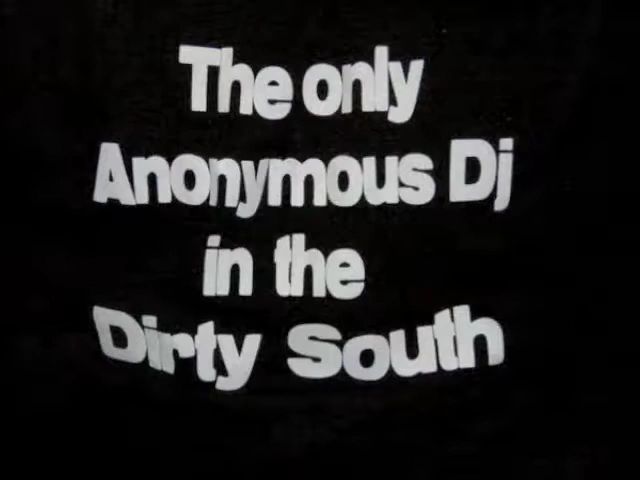 The only
Anonymous Dj
in the
Dirty South